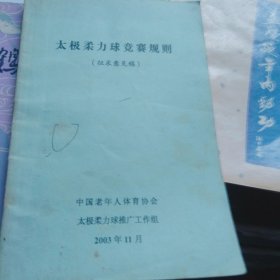 太极柔力球竞赛规则
(征求意见稿)
中国老年人体育协会
太极柔力球推广工作组
2003年11月